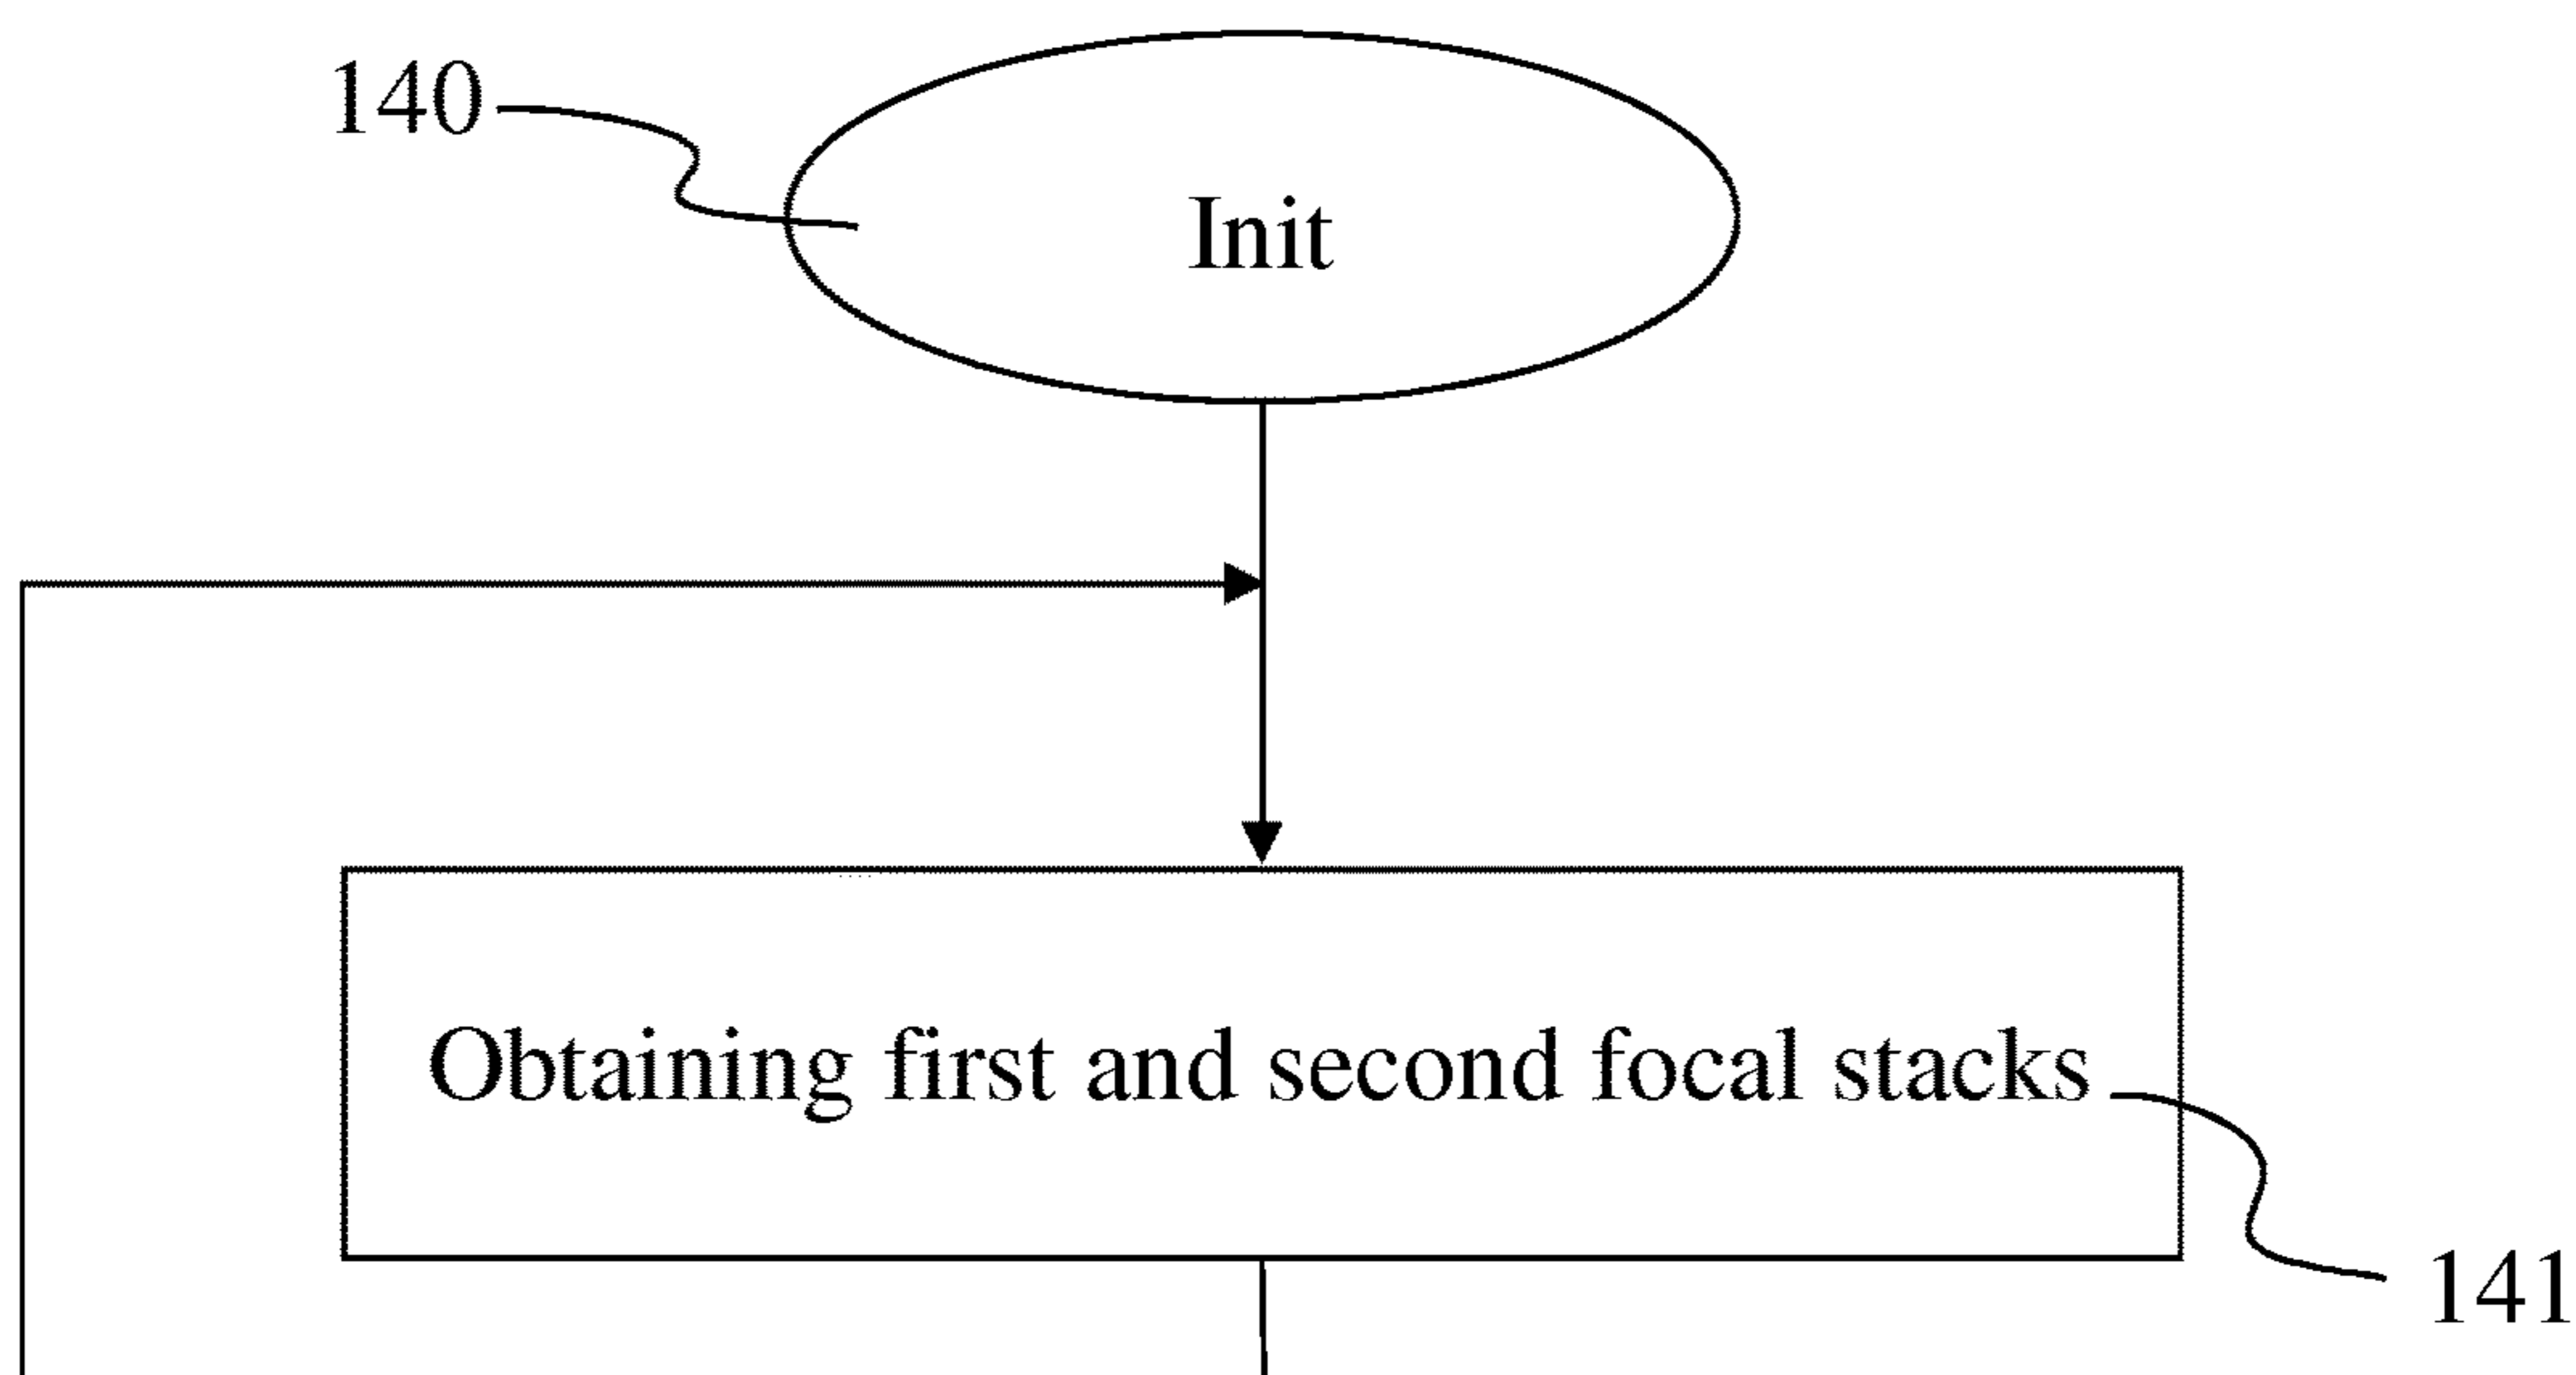 140
Init
Obtaining first and second focal stacks
141